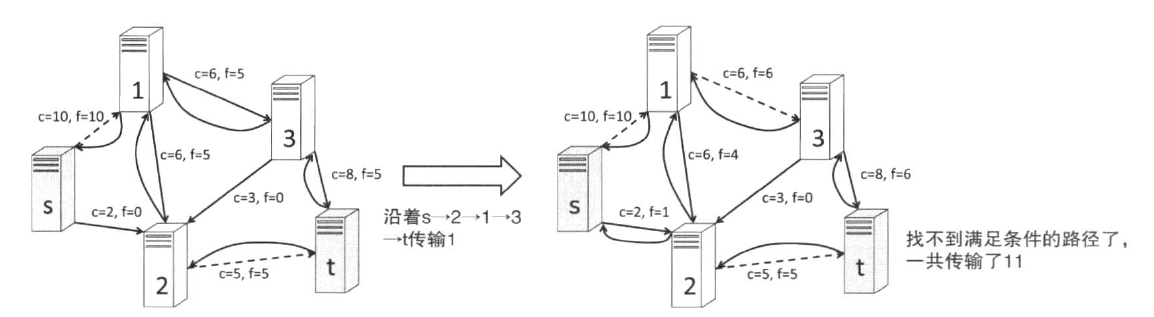 1
c=6, f=5
c=10, f=10
3
c=6, f=5
c=8, f=5
s
c=3, f=0
c=2, f=0
2
c=5, f=5
t
沿着s→2→1→3
→t传输1
1
c=6, f=6
c=10, f=10
3
c=6, f=4
c=8, f=6
s
c=3, f=0
c=2, f=1
2
c=5, f=5
t
找不到满足条件的路径了，
一共传输了11